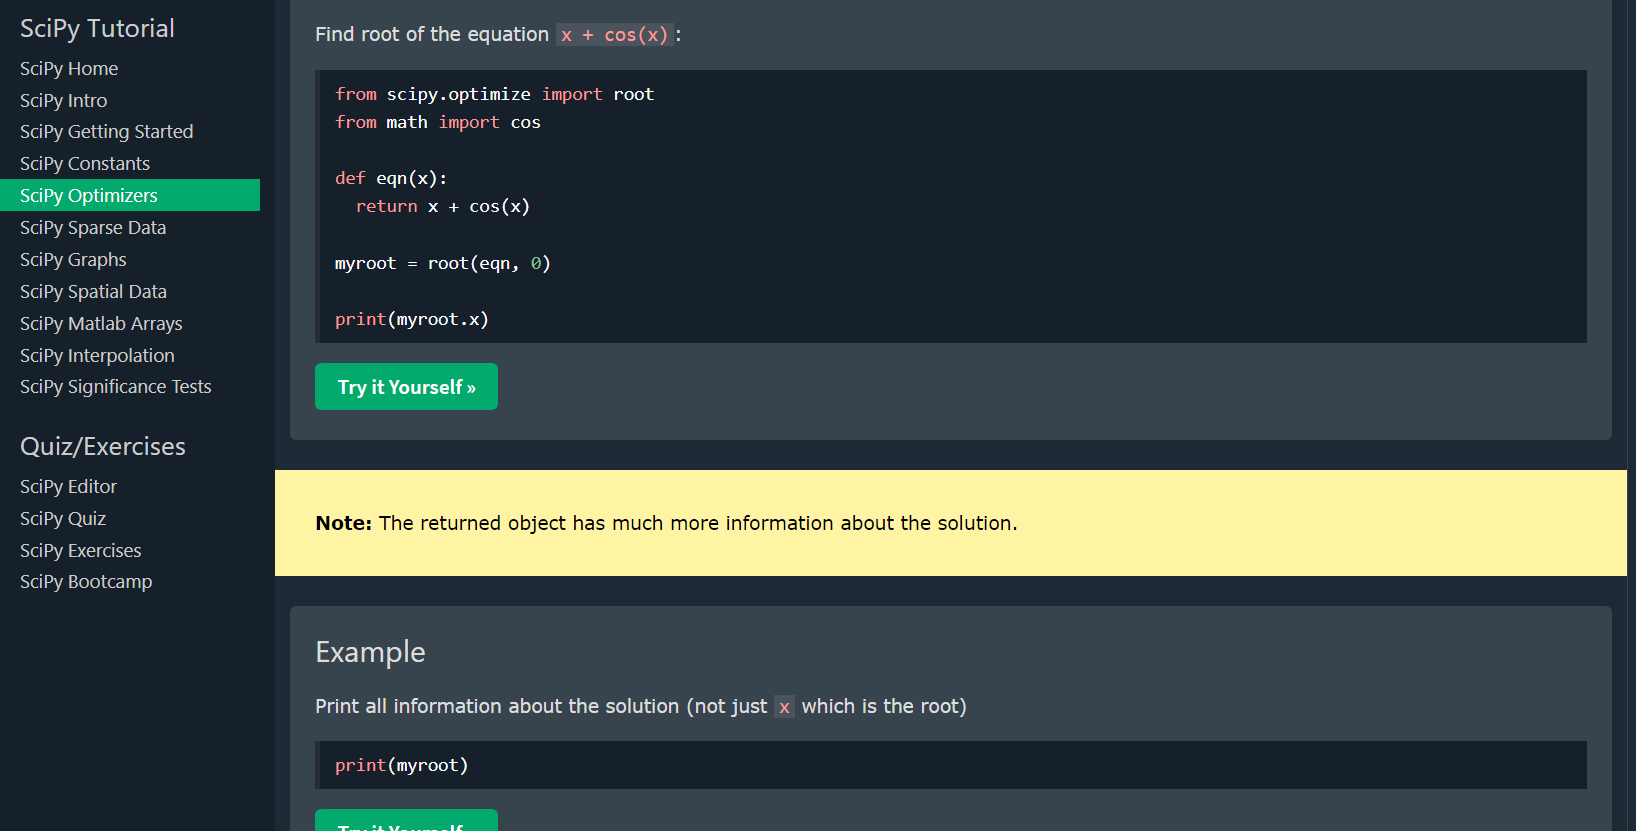 SciPy Tutorial
SciPy Home
SciPy Intro
SciPy Getting Started
SciPy Constants
SciPy Optimizers
SciPy Sparse Data
SciPy Graphs
SciPy Spatial Data
SciPy Matlab Arrays
SciPy Interpolation
SciPy Significance Tests
Quiz/Exercises
SciPy Editor
SciPy Quiz
SciPy Exercises
SciPy Bootcamp
Find root of the equation x + cos(x):
from scipy.optimize import root
from math import cos
def eqn(x):
  return x + cos(x)
myroot = root(eqn, 0)
print(myroot.x)
Try it Yourself »
Note: The returned object has much more information about the solution.
Example
Print all information about the solution (not just x which is the root)
print(myroot)
Try it Yourself